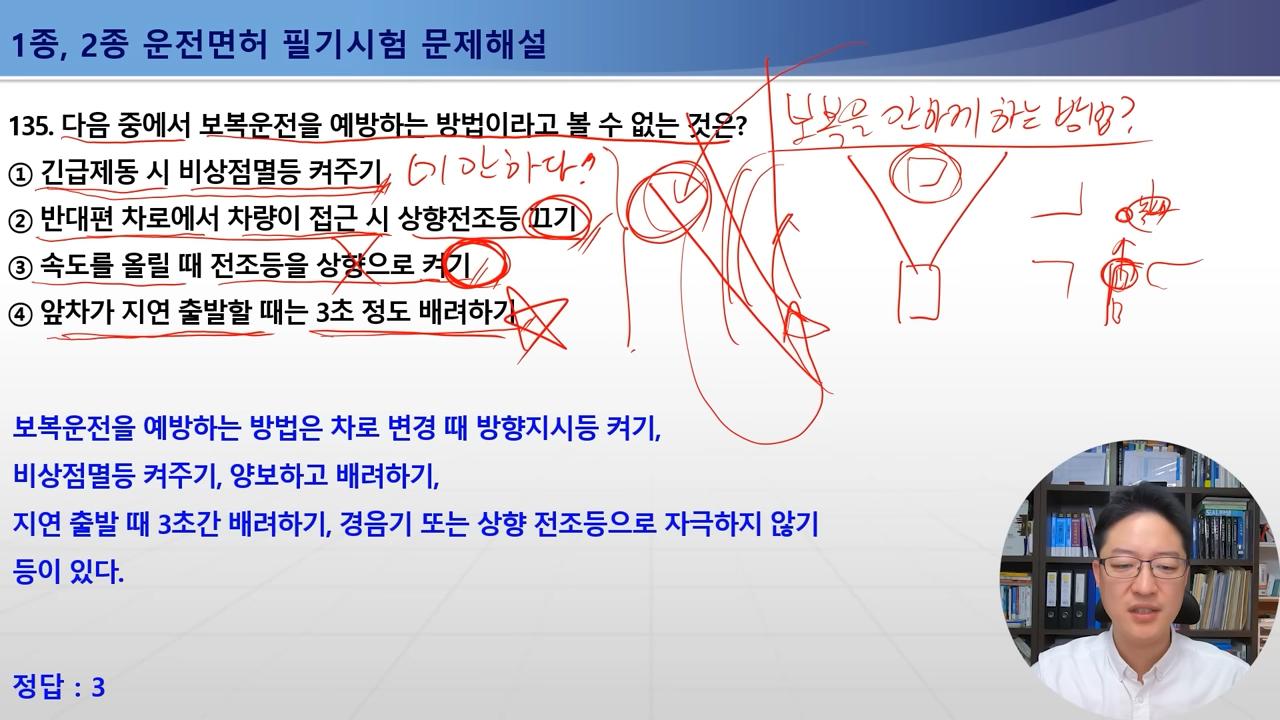 1종, 2종 운전면허 필기시험 문제해설
135. 다음 중에서 보복운전을 예방하는 방법이라고 볼 수 없는 것은?
보복을 안하게 하는 방법?
① 긴급제동 시 비상점멸등 켜주기
미안하다!
② 반대편 차로에서 차량이 접근 시 상향전조등 끄기
③ 속도를 올릴 때 전조등을 상향으로 켜기
④ 앞차가 지연 출발할 때는 3초 정도 배려하기
보복운전을 예방하는 방법은 차로 변경 때 방향지시등 켜기,
비상점멸등 켜주기, 양보하고 배려하기,
지연 출발 때 3초간 배려하기, 경음기 또는 상향 전조등으로 자극하지 않기
등이 있다.
정답 : 3